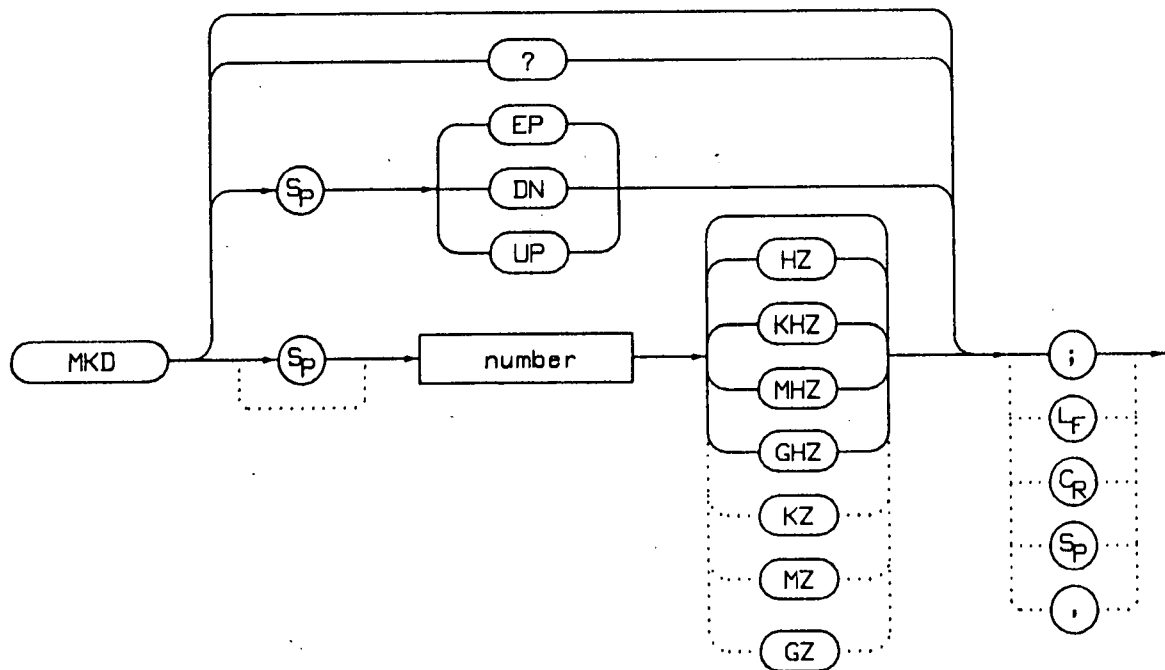 ?
EP
SP
DN
UP
HZ
KHZ
MKD
SP
number
;
MHZ
LF
GHZ
CR
KZ
SP
MZ
,
GZ